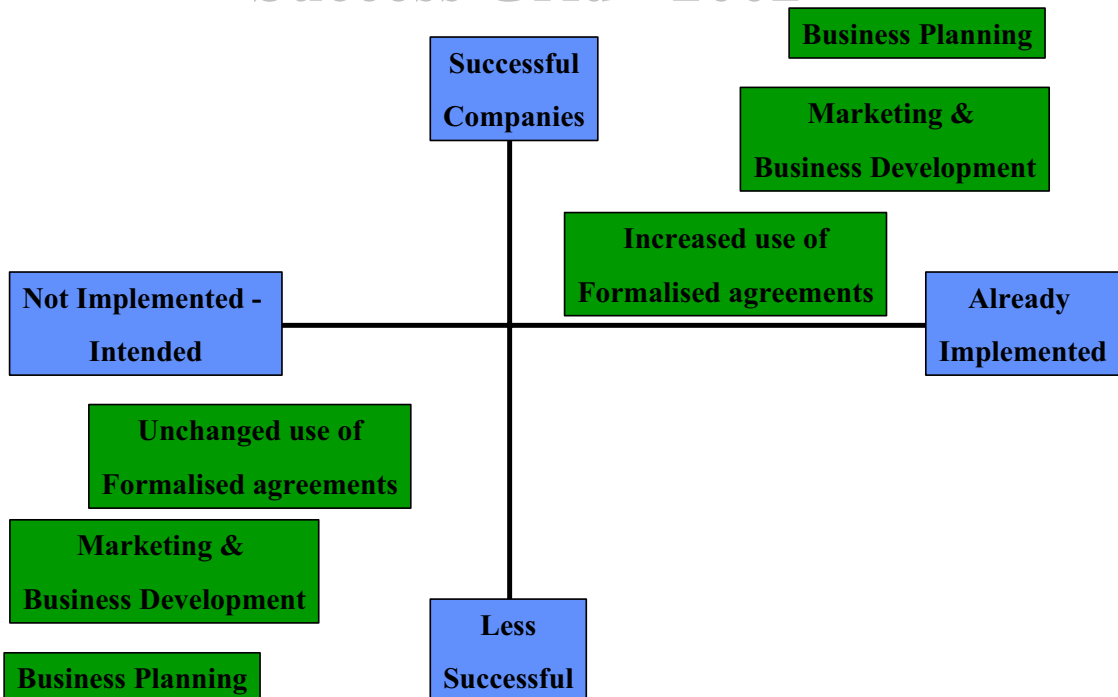 Business Planning
Successful
Companies
Marketing &
Business Development
Increased use of
Formalised agreements
Not Implemented -
Intended
Already
Implemented
Unchanged use of
Formalised agreements
Marketing &
Business Development
Less
Successful
Business Planning